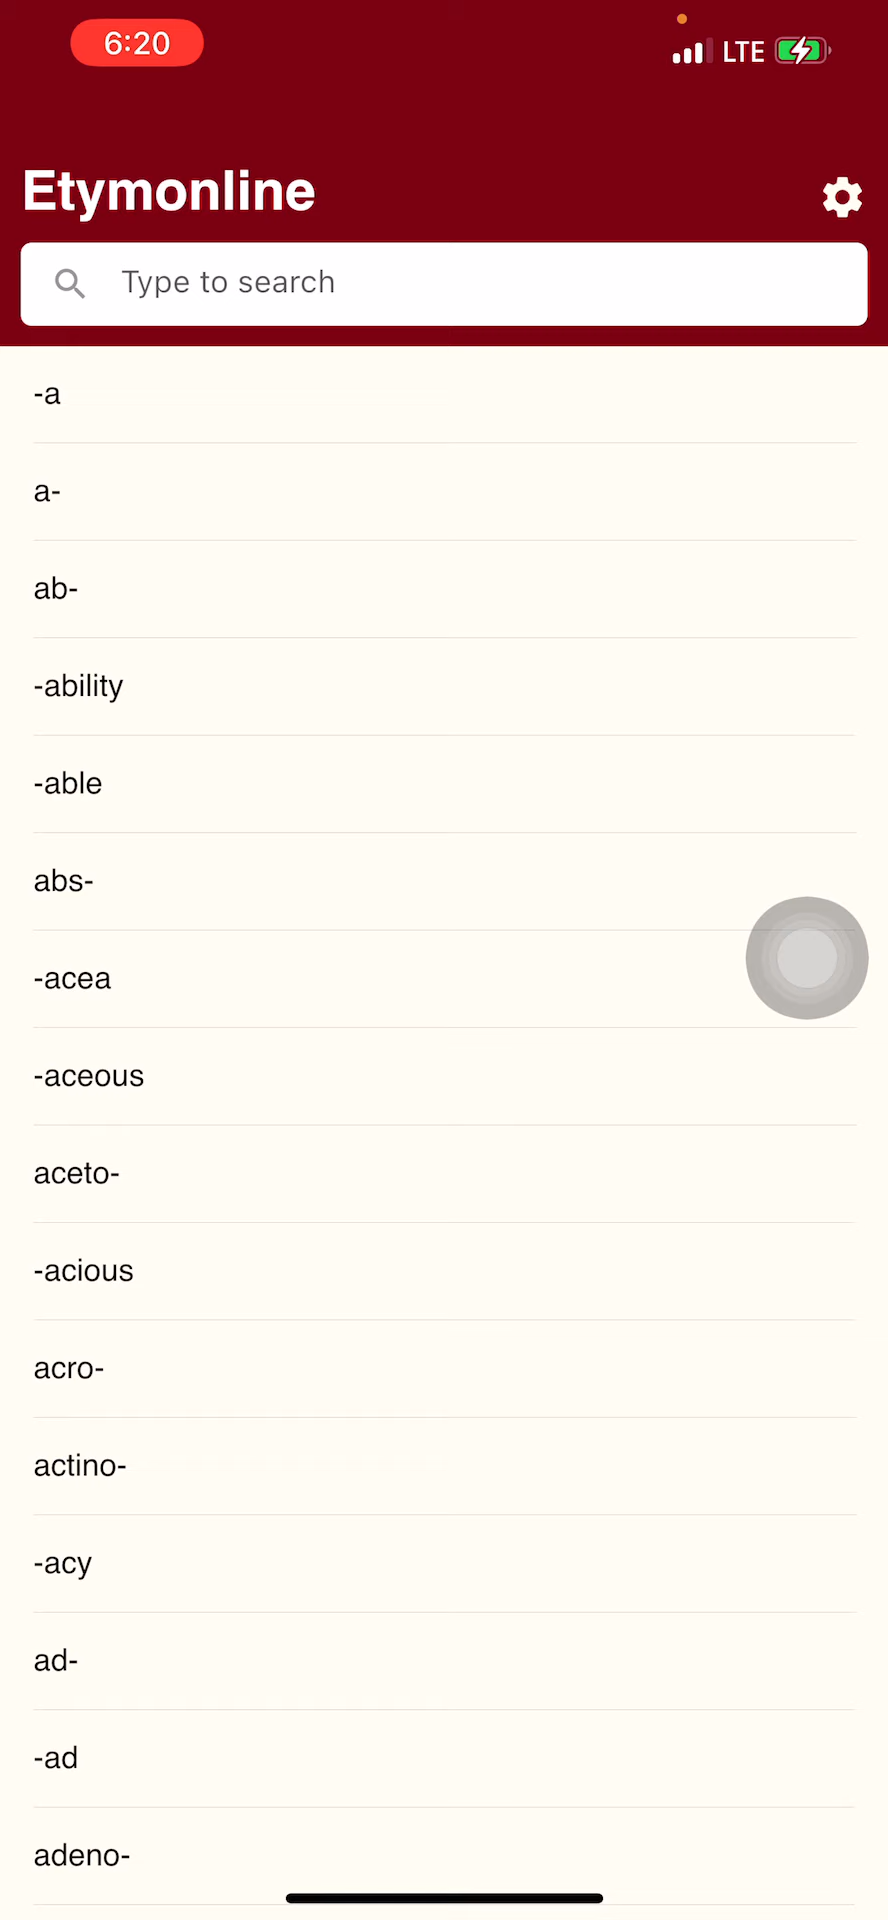 6:20
LTE
Etymonline
Type to search
-a
a-
ab-
-ability
-able
abs-
-acea
-aceous
aceto-
-acious
acro-
actino-
-acy
ad-
-ad
adeno-